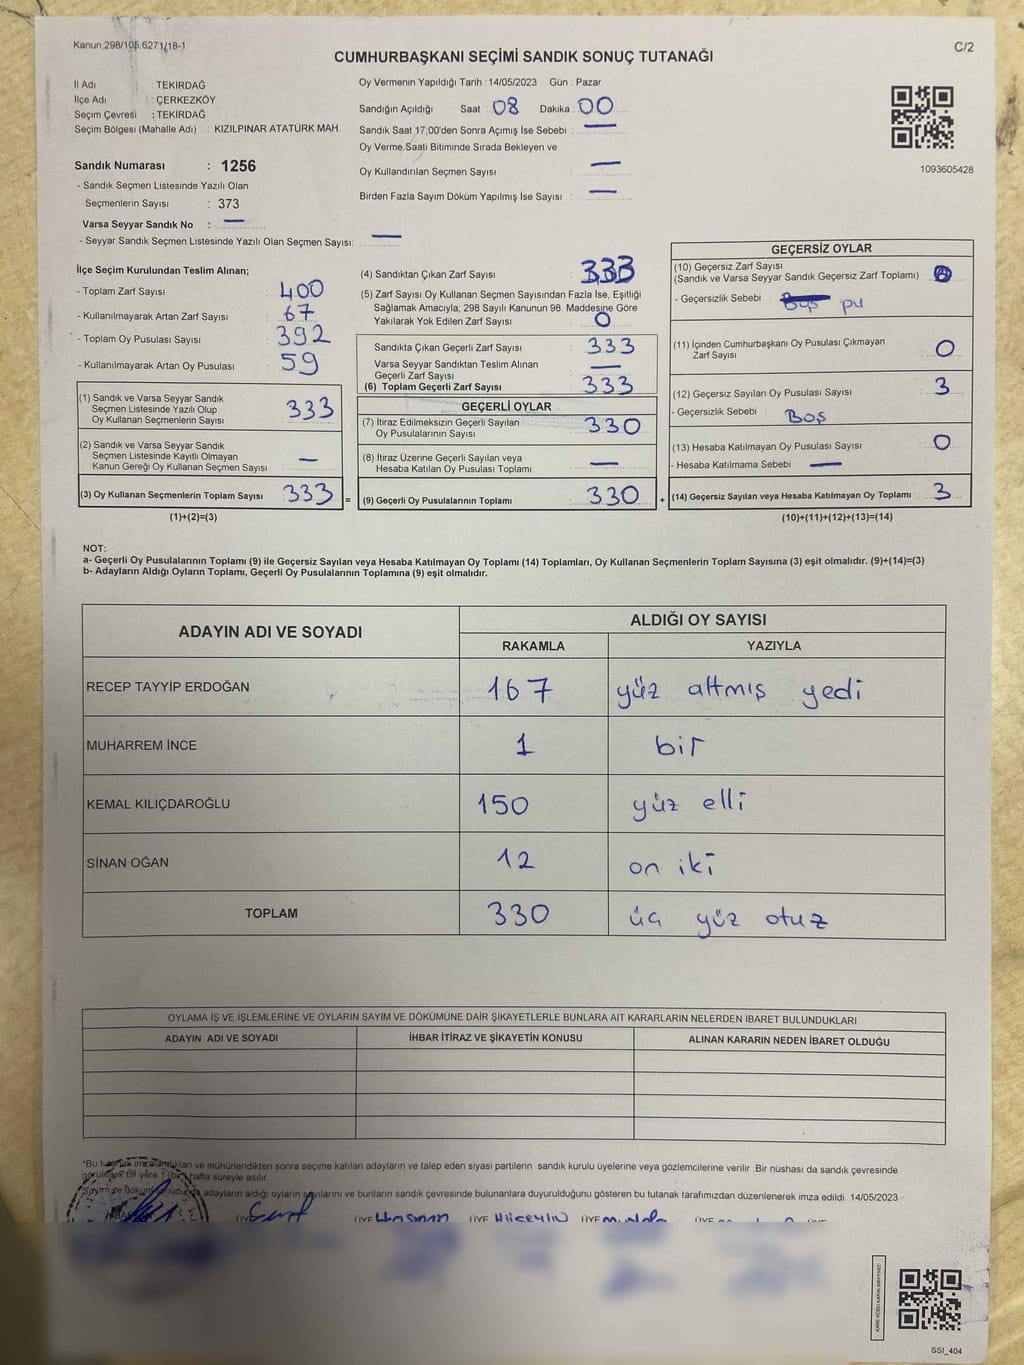 Kanun:298/105.6271/18-1
C/2
CUMHURBAŞKANI SEÇİMİ SANDIK SONUÇ TUTANAĞI
İl Adı : TEKİRDAĞ
İlçe Adı : ÇERKEZKÖY
Seçim Çevresi : TEKİRDAĞ
Seçim Bölgesi (Mahalle Adı) : KIZILPINAR ATATÜRK MAH.
Sandık Numarası : 1256
- Sandık Seçmen Listesinde Yazılı Olan
Seçmenlerin Sayısı : 373
Varsa Seyyar Sandık No : —
- Seyyar Sandık Seçmen Listesinde Yazılı Olan Seçmen Sayısı: —
Oy Vermenin Yapıldığı Tarih :14/05/2023 Gün : Pazar
Sandığın Açıldığı Saat : 08 Dakika : 00
Sandık Saat 17,00'den Sonra Açımış İse Sebebi : —
Oy Verme Saati Bitiminde Sırada Bekleyen ve
Oy Kullandırılan Seçmen Sayısı : —
Birden Fazla Sayım Döküm Yapılmış İse Sayısı : —
1093605428
İlçe Seçim Kurulundan Teslim Alınan;
- Toplam Zarf Sayısı : 400
- Kullanılmayarak Artan Zarf Sayısı : 67
- Toplam Oy Pusulası Sayısı : 392
- Kullanılmayarak Artan Oy Pusulası : 59
(1) Sandık ve Varsa Seyyar Sandık
Seçmen Listesinde Yazılı Olup
Oy Kullanan Seçmenlerin Sayısı : 333
(2) Sandık ve Varsa Seyyar Sandık
Seçmen Listesinde Kayıtlı Olmayan
Kanun Gereği Oy Kullanan Seçmen Sayısı : —
(3) Oy Kullanan Seçmenlerin Toplam Sayısı : 333
(1)+(2)=(3)
(4) Sandıktan Çıkan Zarf Sayısı : 333
(5) Zarf Sayısı Oy Kullanan Seçmen Sayısından Fazla İse, Eşitliği
Sağlamak Amacıyla; 298 Sayılı Kanunun 98. Maddesine Göre
Yakılarak Yok Edilen Zarf Sayısı : 0
Sandıkta Çıkan Geçerli Zarf Sayısı : 333
Varsa Seyyar Sandıktan Teslim Alınan
Geçerli Zarf Sayısı : —
(6) Toplam Geçerli Zarf Sayısı : 333
GEÇERLİ OYLAR
(7) İtiraz Edilmeksizin Geçerli Sayılan
Oy Pusulalarının Sayısı : 330
(8) İtiraz Üzerine Geçerli Sayılan veya
Hesaba Katılan Oy Pusulası Toplamı : —
= (9) Geçerli Oy Pusulalarının Toplamı : 330 +
GEÇERSİZ OYLAR
(10) Geçersiz Zarf Sayısı
(Sandık ve Varsa Seyyar Sandık Geçersiz Zarf Toplamı) :
- Geçersizlik Sebebi :
(11) İçinden Cumhurbaşkanı Oy Pusulası Çıkmayan
Zarf Sayısı : 0
(12) Geçersiz Sayılan Oy Pusulası Sayısı : 3
- Geçersizlik Sebebi : Boş
(13) Hesaba Katılmayan Oy Pusulası Sayısı : 0
- Hesaba Katılmama Sebebi : —
(14) Geçersiz Sayılan veya Hesaba Katılmayan Oy Toplamı : 3
(10)+(11)+(12)+(13)=(14)
NOT:
a- Geçerli Oy Pusulalarının Toplamı (9) ile Geçersiz Sayılan veya Hesaba Katılmayan Oy Toplamı (14) Toplamları, Oy Kullanan Seçmenlerin Toplam Sayısına (3) eşit olmalıdır. (9)+(14)=(3)
b- Adayların Aldığı Oyların Toplamı, Geçerli Oy Pusulalarının Toplamına (9) eşit olmalıdır.
ADAYIN ADI VE SOYADI ALDIĞI OY SAYISI
RAKAMLA YAZIYLA
RECEP TAYYİP ERDOĞAN 167 yüz altmış yedi
MUHARREM İNCE 1 bir
KEMAL KILIÇDAROĞLU 150 yüz elli
SİNAN OĞAN 12 on iki
TOPLAM 330 üç yüz otuz
OYLAMA İŞ VE İŞLEMLERİNE VE OYLARIN SAYIM VE DÖKÜMÜNE DAİR ŞİKAYETLERLE BUNLARA AİT KARARLARIN NELERDEN İBARET BULUNDUKLARI
ADAYIN ADI VE SOYADI İHBAR İTİRAZ VE ŞİKAYETİN KONUSU ALINAN KARARIN NEDEN İBARET OLDUĞU
*Bu tutanak imzalandıktan ve mühürlendikten sonra seçime katılan adayların ve talep eden siyasi partilerin sandık kurulu üyelerine veya gözlemcilerine verilir .Bir nüshası da sandık çevresinde
görülecek bir yere 1 (bir) hafta süreyle asılır.
Sayım ve döküm sonucunda adayların aldığı oyların sayılarını ve bunların sandık çevresinde bulunanlara duyurulduğunu gösteren bu tutanak tarafımızdan düzenlenerek imza edildi. 14/05/2023
ÜYE ÜYE Hasman ÜYE Hüseyin ÜYE ÜYE ÜYE
SSI_404